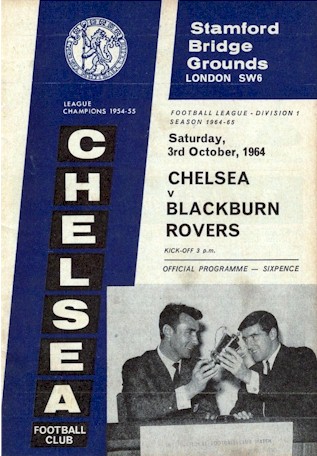 Stamford
Bridge
Grounds
LONDON SW6
LEAGUE
CHAMPIONS 1954-55
FOOTBALL LEAGUE - DIVISION 1
SEASON 1964-65
Saturday,
3rd October, 1964
CHELSEA
v
BLACKBURN
ROVERS
KICK-OFF 3 p.m.
OFFICIAL PROGRAMME — SIXPENCE
CHELSEA
FOOTBALL
CLUB